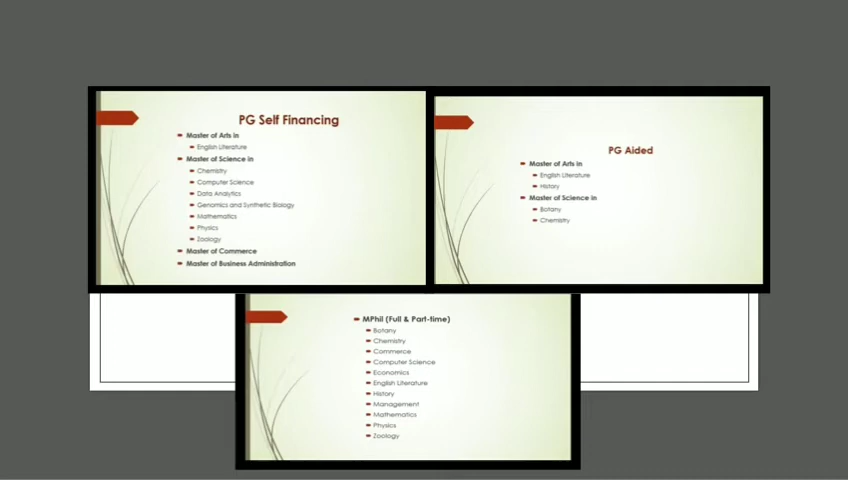 PG Self Financing
Master of Arts in
English Literature
Master of Science in
Chemistry
Computer Science
Data Analytics
Genomics and Synthetic Biology
Mathematics
Physics
Zoology
Master of Commerce
Master of Business Administration
PG Aided
Master of Arts in
English Literature
History
Master of Science in
Botany
Chemistry
MPhil (Full & Part-time)
Botany
Chemistry
Commerce
Computer Science
Economics
English Literature
History
Management
Mathematics
Physics
Zoology